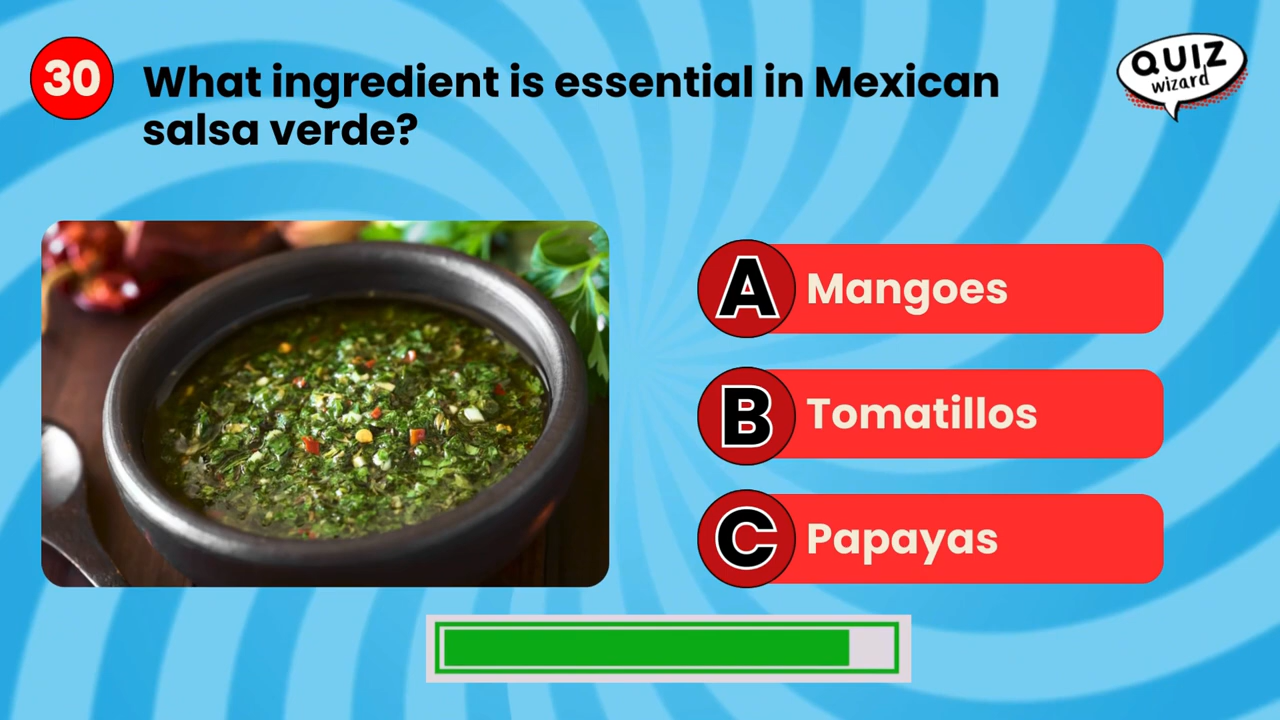 30
What ingredient is essential in Mexican
salsa verde?
QUIZ
wizard
A Mangoes
B Tomatillos
C Papayas